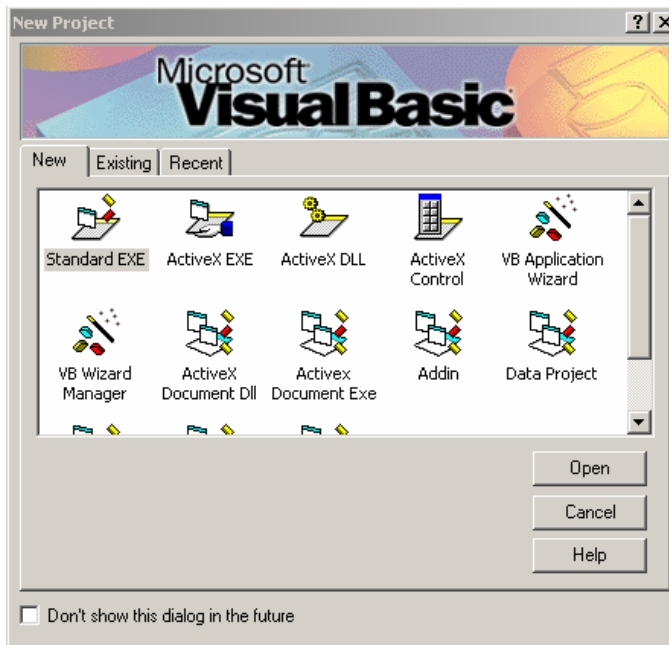 New Project
Microsoft
Visual Basic
New Existing Recent
Standard EXE ActiveX EXE ActiveX DLL ActiveX Control VB Application Wizard
VB Wizard Manager ActiveX Document Dll Activex Document Exe Addin Data Project
Open
Cancel
Help
Don't show this dialog in the future